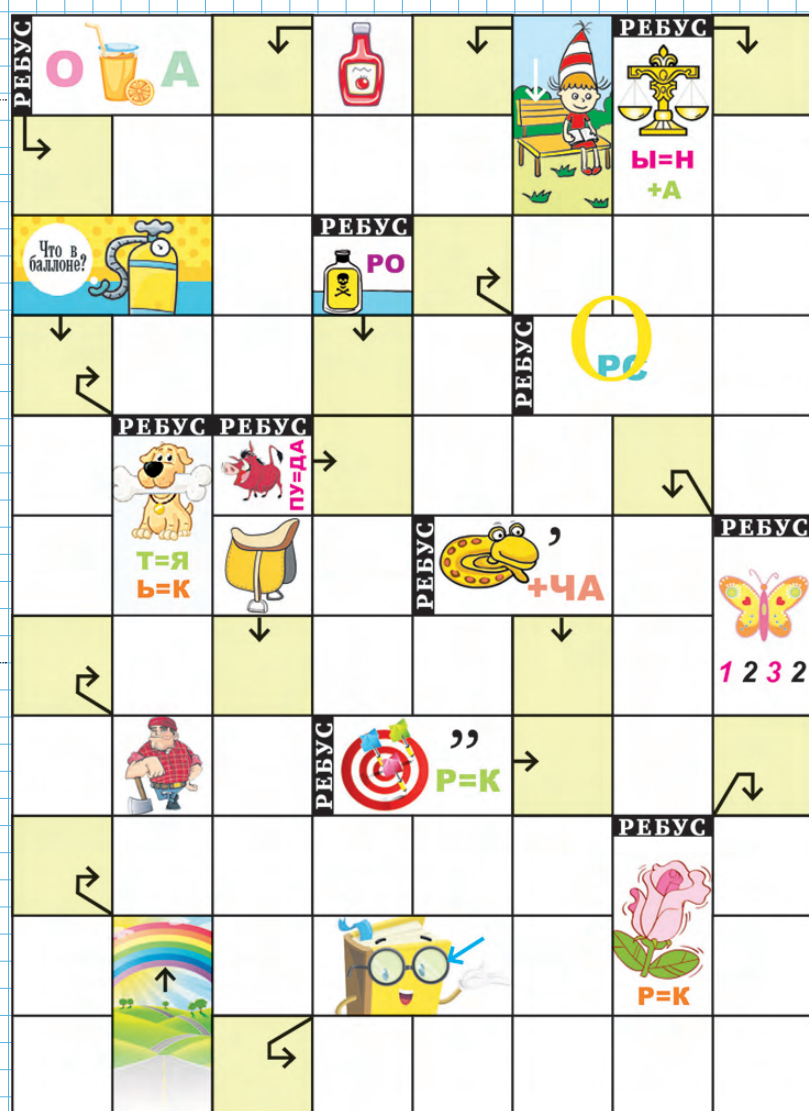 РЕБУС
О А
РЕБУС
Ы=Н
+А
Что в
баллоне?
РЕБУС
РО
РЕБУС
О
РС
РЕБУС
Т=Я
Ь=К
РЕБУС
ПУ=ДА
РЕБУС
,
+ЧА
РЕБУС
1 2 3 2
РЕБУС
,,
Р=К
РЕБУС
Р=К